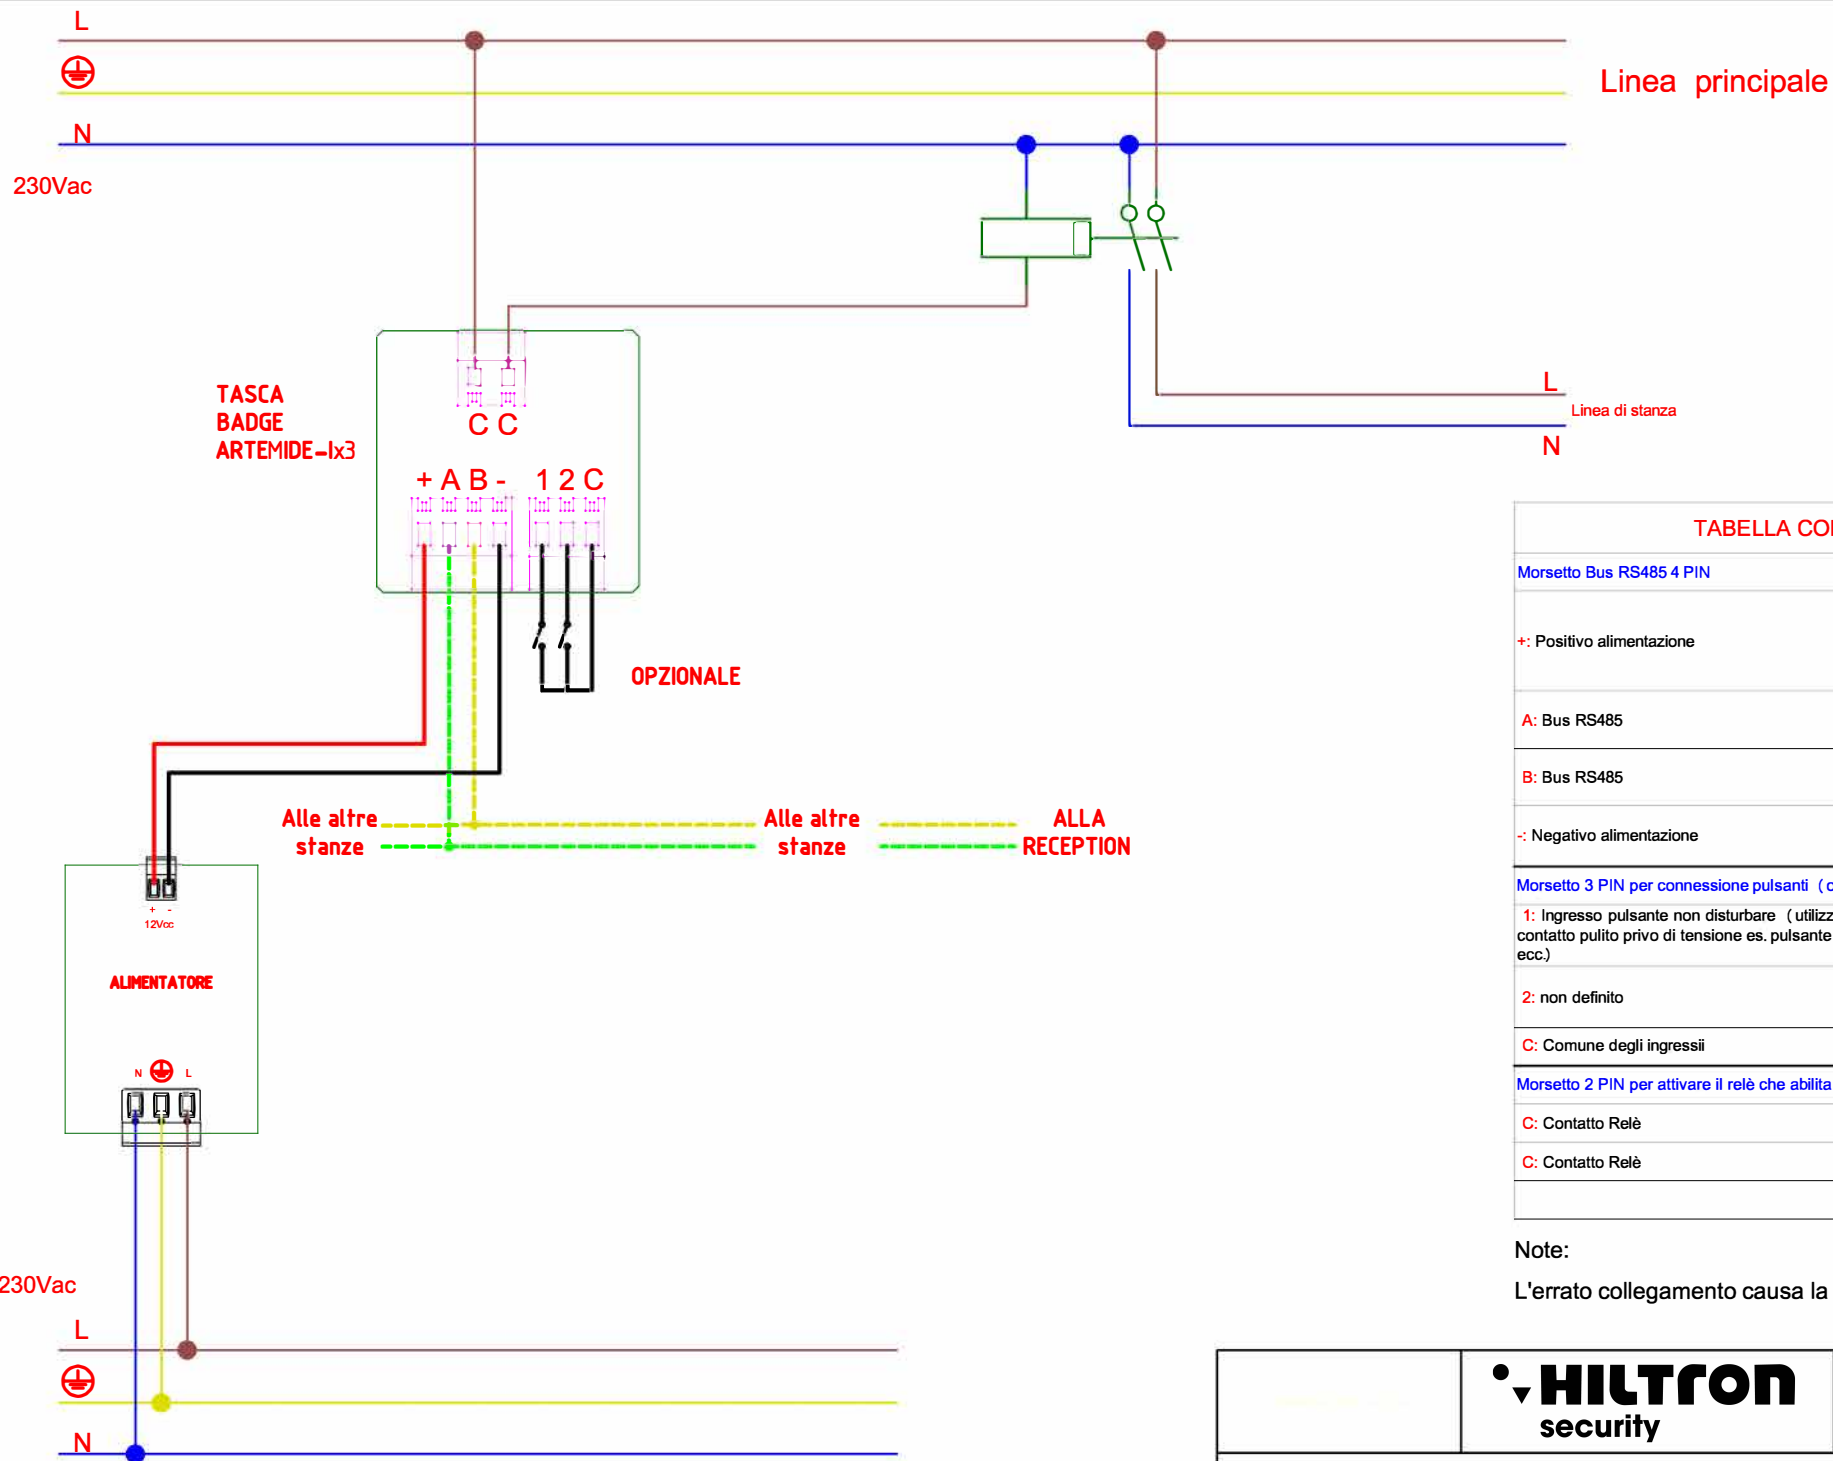 L
Linea principale
N
230Vac
TASCA
BADGE
ARTEMIDE-Ix3
C C
+ A B - 1 2 C
L
Linea di stanza
N
OPZIONALE
Alle altre
stanze
Alle altre
stanze
ALLA
RECEPTION
+ -
12Vcc
ALIMENTATORE
N L
230Vac
L
N
TABELLA CO
Morsetto Bus RS485 4 PIN
+: Positivo alimentazione
A: Bus RS485
B: Bus RS485
-: Negativo alimentazione
Morsetto 3 PIN per connessione pulsanti (
1: Ingresso pulsante non disturbare (utilizz
contatto pulito privo di tensione es. pulsante
ecc.)
2: non definito
C: Comune degli ingressii
Morsetto 2 PIN per attivare il relè che abilita
C: Contatto Relè
C: Contatto Relè
Note:
L'errato collegamento causa la
HILTRON
security